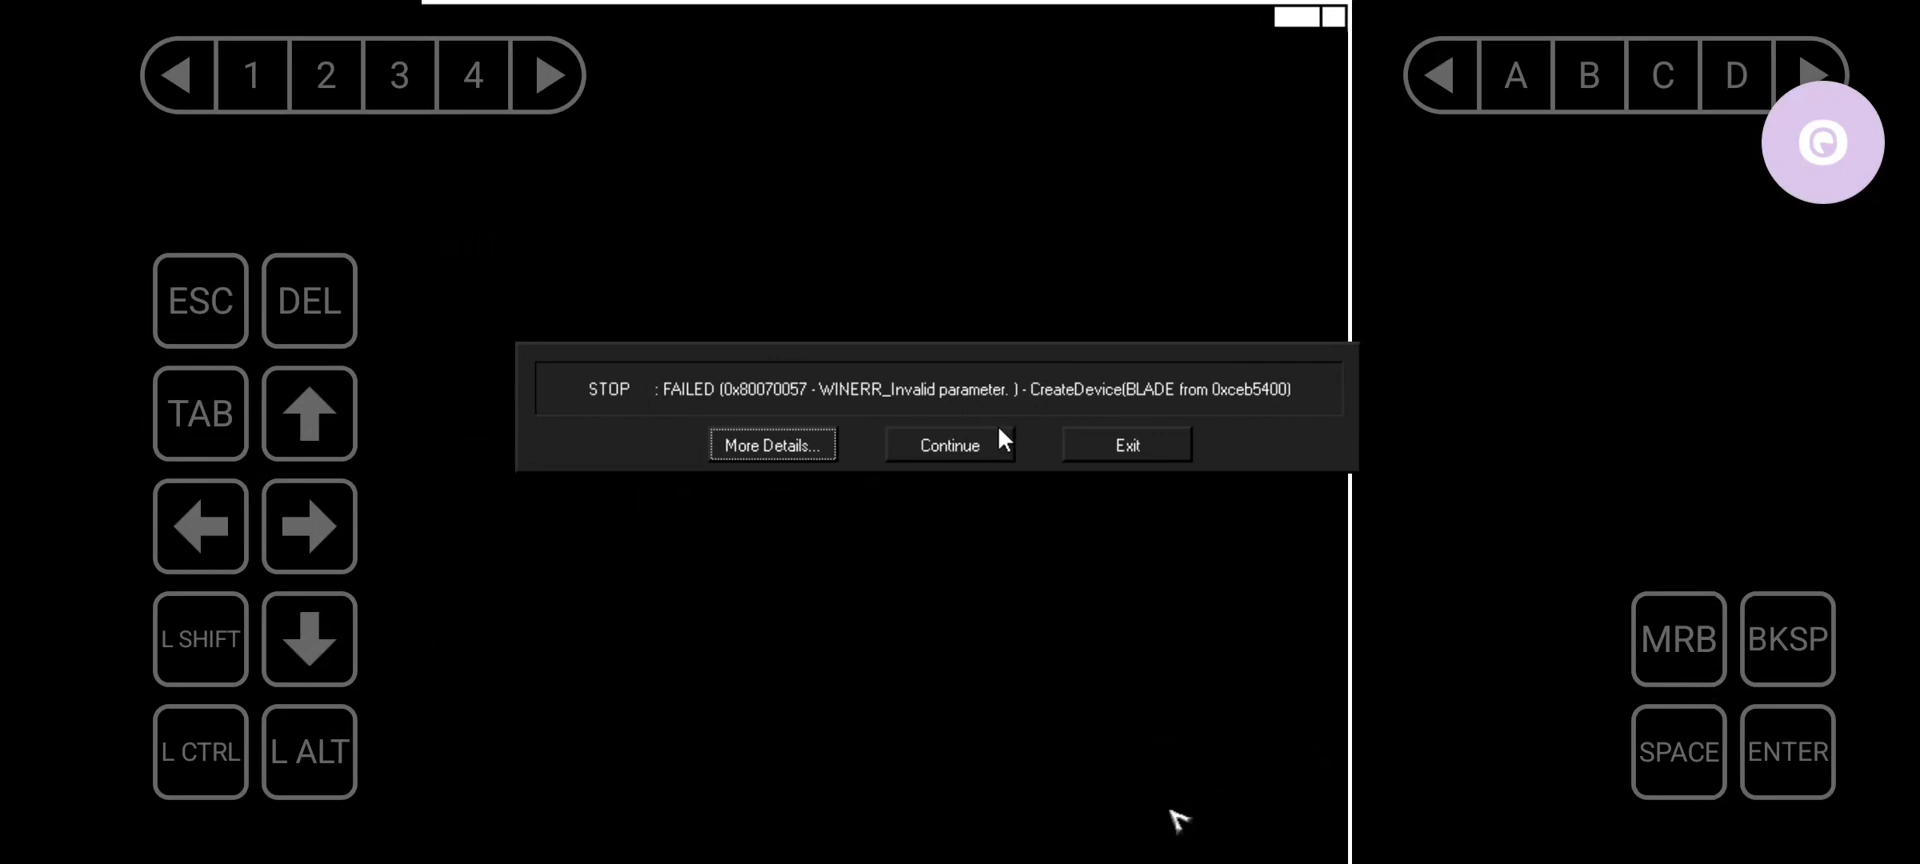 1 2 3 4
A B C D
ESC DEL
STOP : FAILED (0x80070057 - WINERR_Invalid parameter. ) - CreateDevice(BLADE from 0xceb5400)
TAB
More Details... Continue Exit
L SHIFT
MRB BKSP
L CTRL L ALT
SPACE ENTER